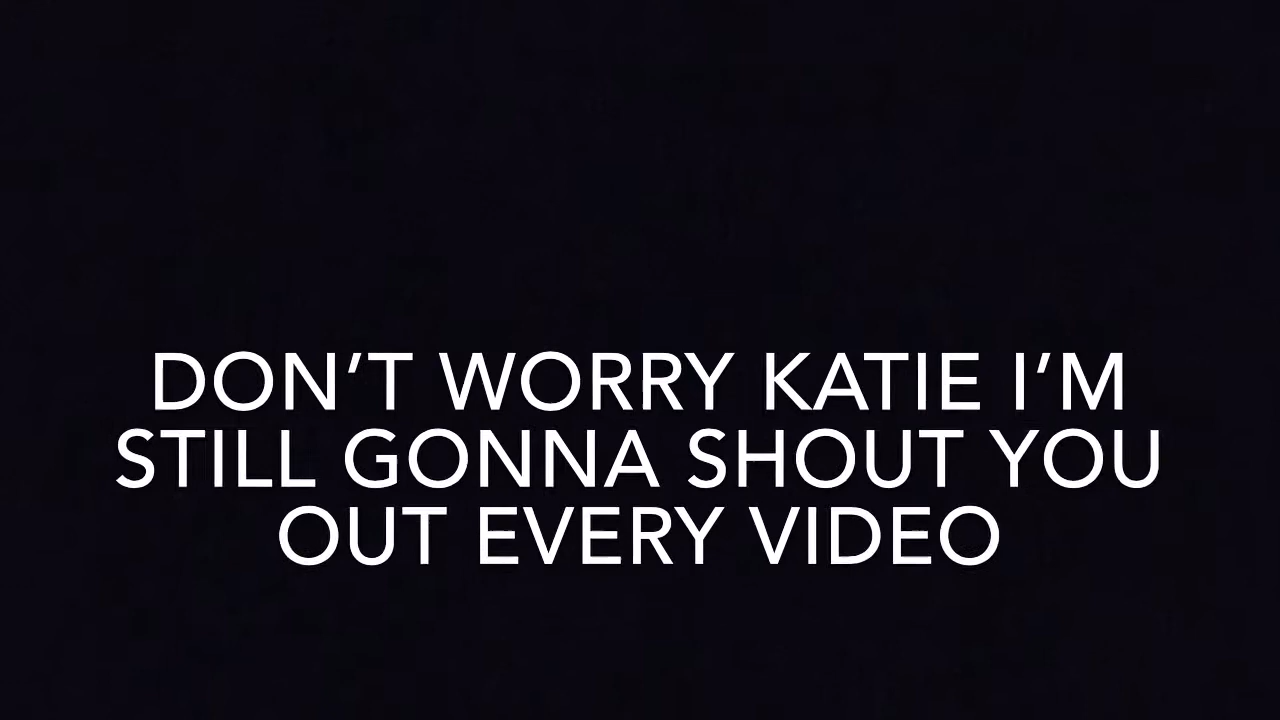 DON’T WORRY KATIE I’M
STILL GONNA SHOUT YOU
OUT EVERY VIDEO